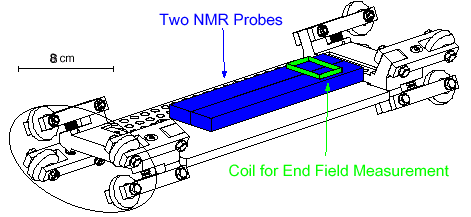 Two NMR Probes
8 cm
Coil for End Field Measurement